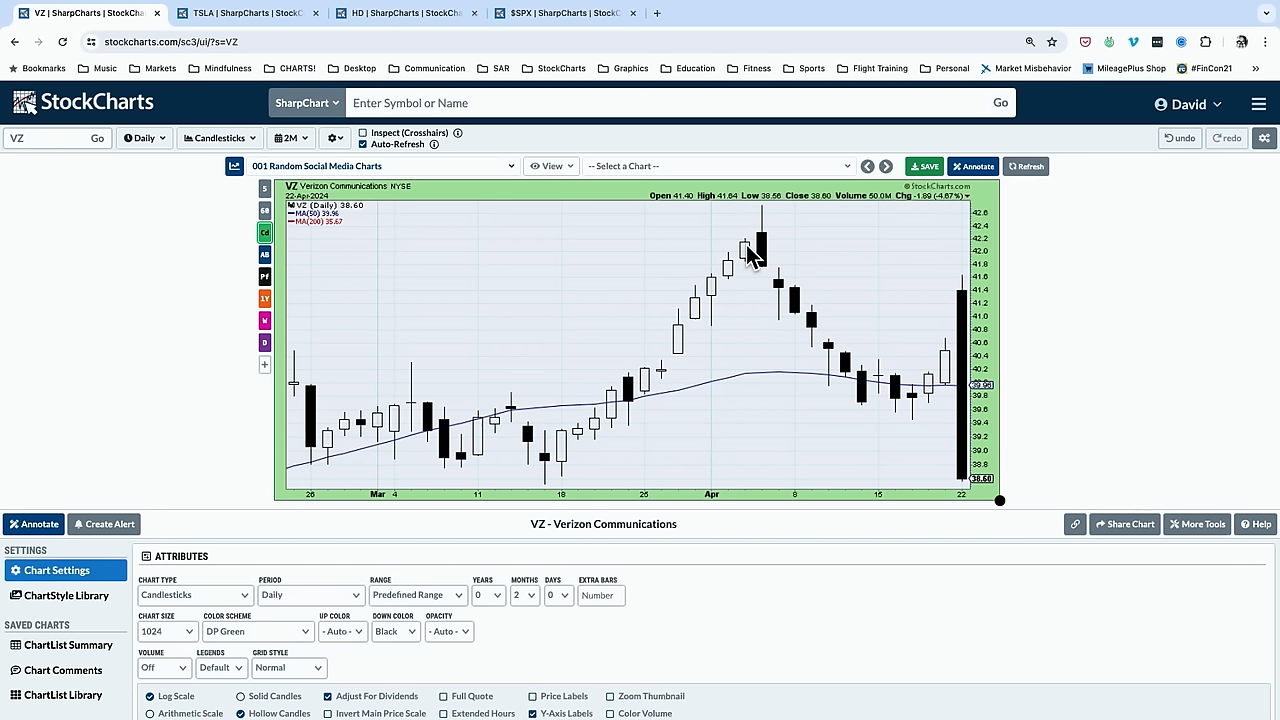 VZ | SharpCharts | StockCha
TSLA | SharpCharts | StockC
HD | SharpCharts | StockCha
$SPX | SharpCharts | StockC
stockcharts.com/sc3/ui/?s=VZ
Bookmarks Music Markets Mindfulness CHARTS! Desktop Communication SAR StockCharts Graphics Education Fitness Sports Flight Training Personal Market Misbehavior MileagePlus Shop #FinCon21 »
StockCharts
SharpChart Enter Symbol or Name Go
David
VZ Go Daily Candlesticks 2M
Inspect (Crosshairs)
Auto-Refresh
undo redo
001 Random Social Media Charts View -- Select a Chart -- SAVE Annotate Refresh
5
60
Cd
AB
Pf
1Y
W
D
VZ Verizon Communications NYSE © StockCharts.com
22-Apr-2024 Open 41.40 High 41.64 Low 38.56 Close 38.60 Volume 50.0M Chg -1.89 (-4.67%)
VZ (Daily) 38.60
MA(50) 39.96
MA(200) 35.67
42.6
42.4
42.2
42.0
41.8
41.6
41.4
41.2
41.0
40.8
40.6
40.4
40.2
39.96
39.8
39.6
39.4
39.2
39.0
38.8
38.60
26 Mar 4 11 18 25 Apr 8 15 22
Annotate Create Alert VZ - Verizon Communications Share Chart More Tools Help
SETTINGS
Chart Settings
ChartStyle Library
SAVED CHARTS
ChartList Summary
Chart Comments
ChartList Library
ATTRIBUTES
CHART TYPE PERIOD RANGE YEARS MONTHS DAYS EXTRA BARS
Candlesticks Daily Predefined Range 0 2 0 Number
CHART SIZE COLOR SCHEME UP COLOR DOWN COLOR OPACITY
1024 DP Green - Auto - Black - Auto -
VOLUME LEGENDS GRID STYLE
Off Default Normal
Log Scale Solid Candles Adjust For Dividends Full Quote Price Labels Zoom Thumbnail
Arithmetic Scale Hollow Candles Invert Main Price Scale Extended Hours Y-Axis Labels Color Volume